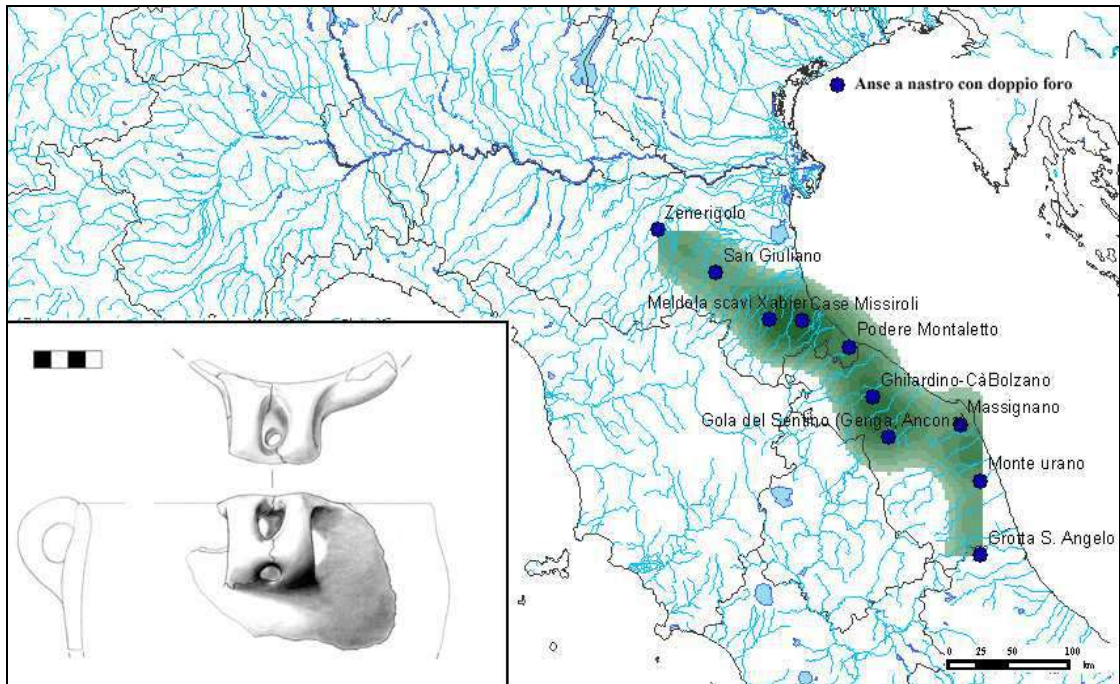 Anse a nastro con doppio foro
Zenerigolo
San Giuliano
Meldola scavi Xabier
Case Missiroli
Podere Montaletto
Ghilardino-CàBolzano
Massignano
Gola del Sentino (Genga, Ancona)
Monte urano
Grotta S. Angelo
0 25 50 100
km